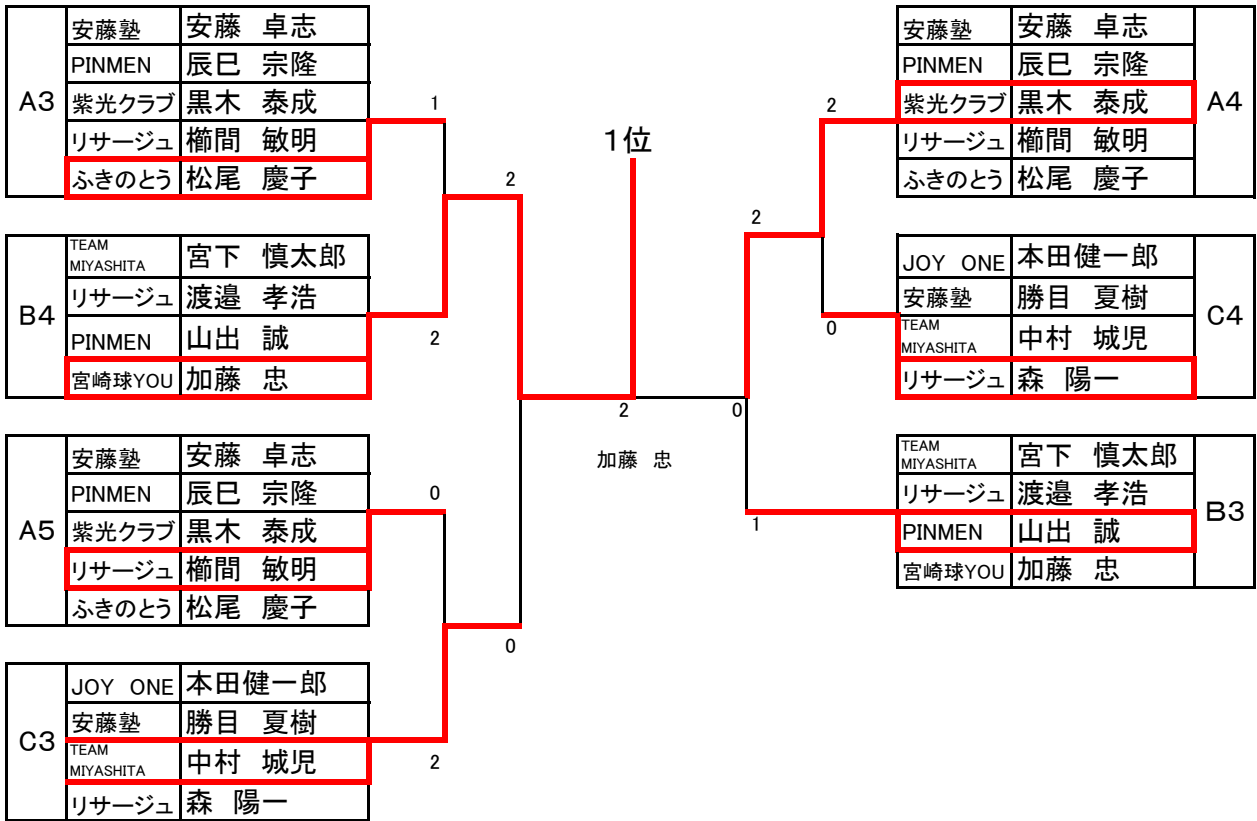 A3
安藤塾 安藤 卓志
PINMEN 辰巳 宗隆
紫光クラブ 黒木 泰成
リサージュ 櫛間 敏明
ふきのとう 松尾 慶子
1
2
B4
TEAM
MIYASHITA 宮下 慎太郎
リサージュ 渡邉 孝浩
PINMEN 山出 誠
宮崎球YOU 加藤 忠
2
A5
安藤塾 安藤 卓志
PINMEN 辰巳 宗隆
紫光クラブ 黒木 泰成
リサージュ 櫛間 敏明
ふきのとう 松尾 慶子
0
0
C3
JOY ONE 本田健一郎
安藤塾 勝目 夏樹
TEAM
MIYASHITA 中村 城児
リサージュ 森 陽一
2
1位
2 0
加藤 忠
A4
安藤塾 安藤 卓志
PINMEN 辰巳 宗隆
紫光クラブ 黒木 泰成
リサージュ 櫛間 敏明
ふきのとう 松尾 慶子
2
2
C4
JOY ONE 本田健一郎
安藤塾 勝目 夏樹
TEAM
MIYASHITA 中村 城児
リサージュ 森 陽一
0
B3
TEAM
MIYASHITA 宮下 慎太郎
リサージュ 渡邉 孝浩
PINMEN 山出 誠
宮崎球YOU 加藤 忠
1